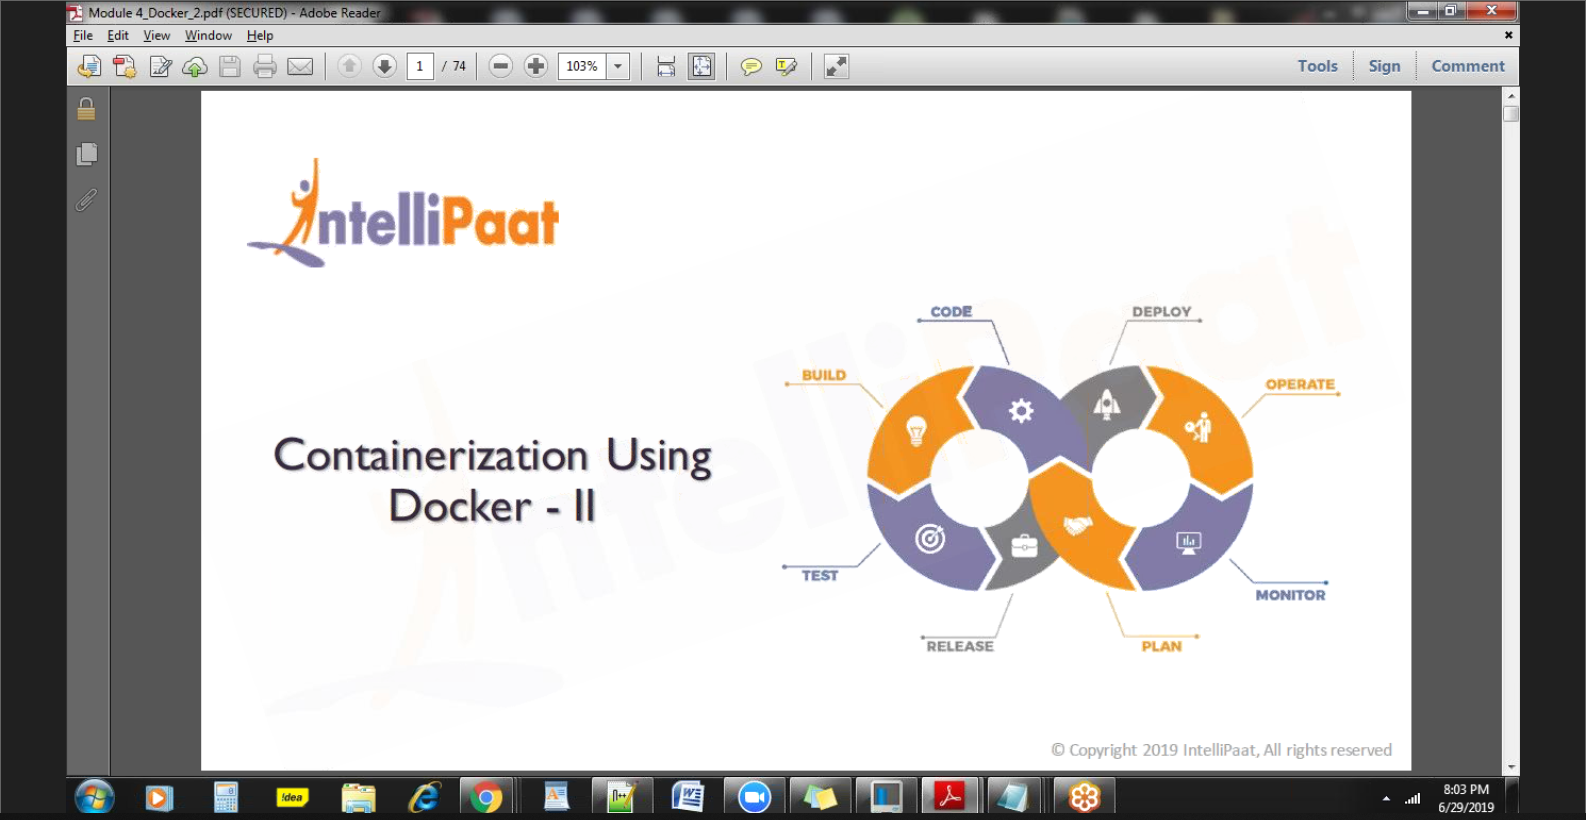 Module 4_Docker_2.pdf (SECURED) - Adobe Reader
File Edit View Window Help
1 / 74 103% Tools Sign Comment
IntelliPaat
CODE
DEPLOY
BUILD
OPERATE
Containerization Using
Docker - II
TEST
MONITOR
RELEASE
PLAN
© Copyright 2019 IntelliPaat, All rights reserved
!dea
8:03 PM
6/29/2019